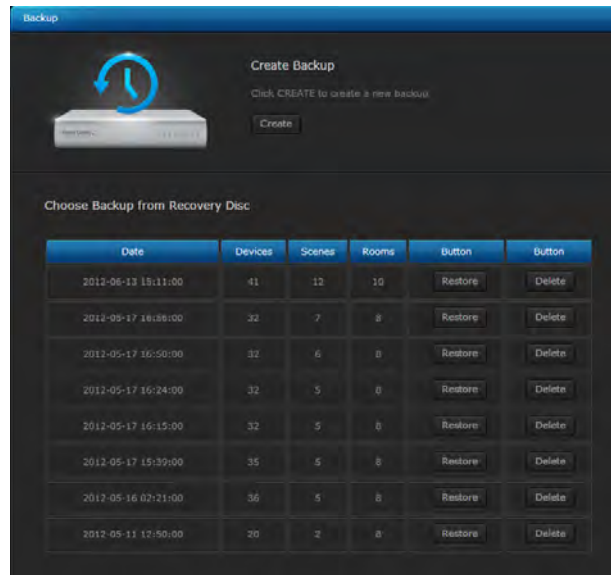 Backup
Create Backup
Click CREATE to create a new backup
Create
Choose Backup from Recovery Disc
Date Devices Scenes Rooms Button Button
2012-06-13 15:11:00 41 12 10 Restore Delete
2012-05-17 16:56:00 32 7 8 Restore Delete
2012-05-17 16:50:00 32 6 8 Restore Delete
2012-05-17 16:24:00 32 5 8 Restore Delete
2012-05-17 16:15:00 32 5 8 Restore Delete
2012-05-17 15:39:00 35 5 8 Restore Delete
2012-05-16 02:21:00 36 5 8 Restore Delete
2012-05-11 12:50:00 20 2 8 Restore Delete